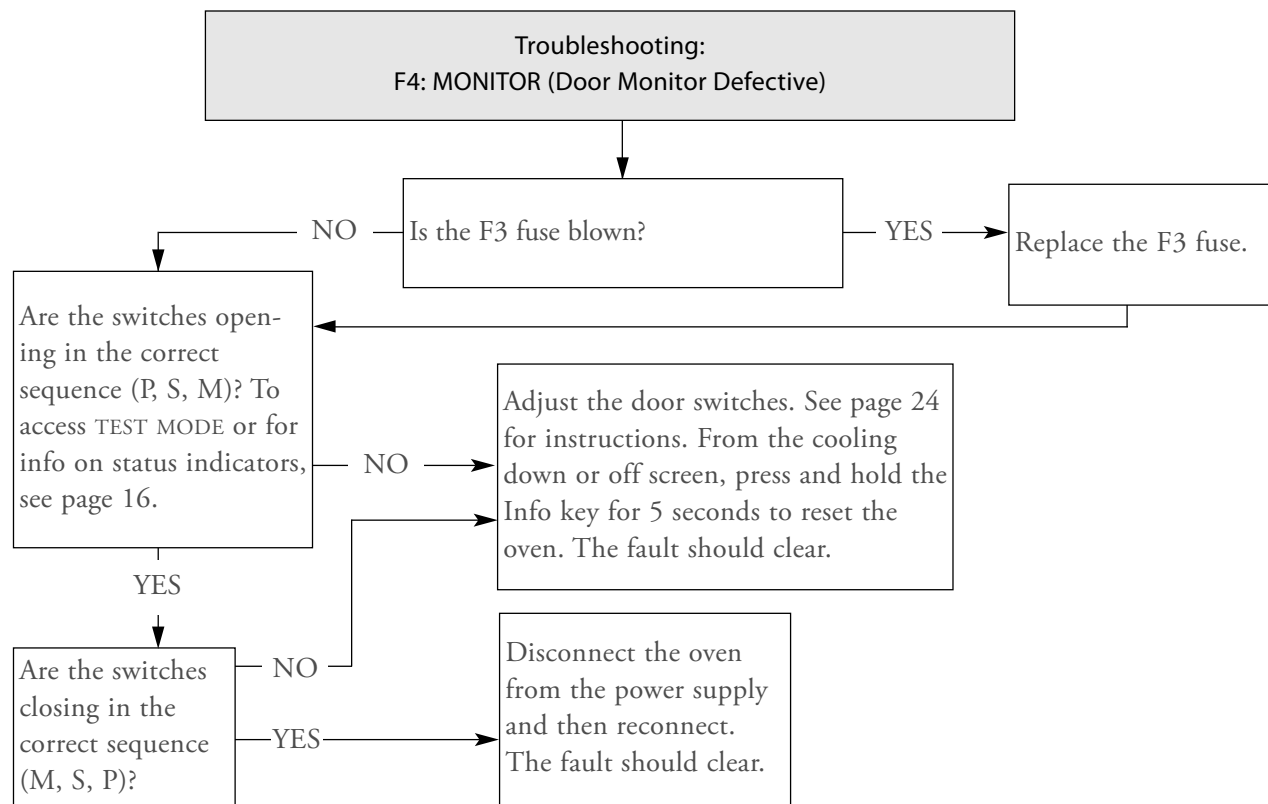 Troubleshooting:
F4: MONITOR (Door Monitor Defective)
Is the F3 fuse blown?
NO
YES
Replace the F3 fuse.
Are the switches open-
ing in the correct
sequence (P, S, M)? To
access TEST MODE or for
info on status indicators,
see page 16.
NO
Adjust the door switches. See page 24
for instructions. From the cooling
down or off screen, press and hold the
Info key for 5 seconds to reset the
oven. The fault should clear.
YES
Are the switches
closing in the
correct sequence
(M, S, P)?
NO
YES
Disconnect the oven
from the power supply
and then reconnect.
The fault should clear.